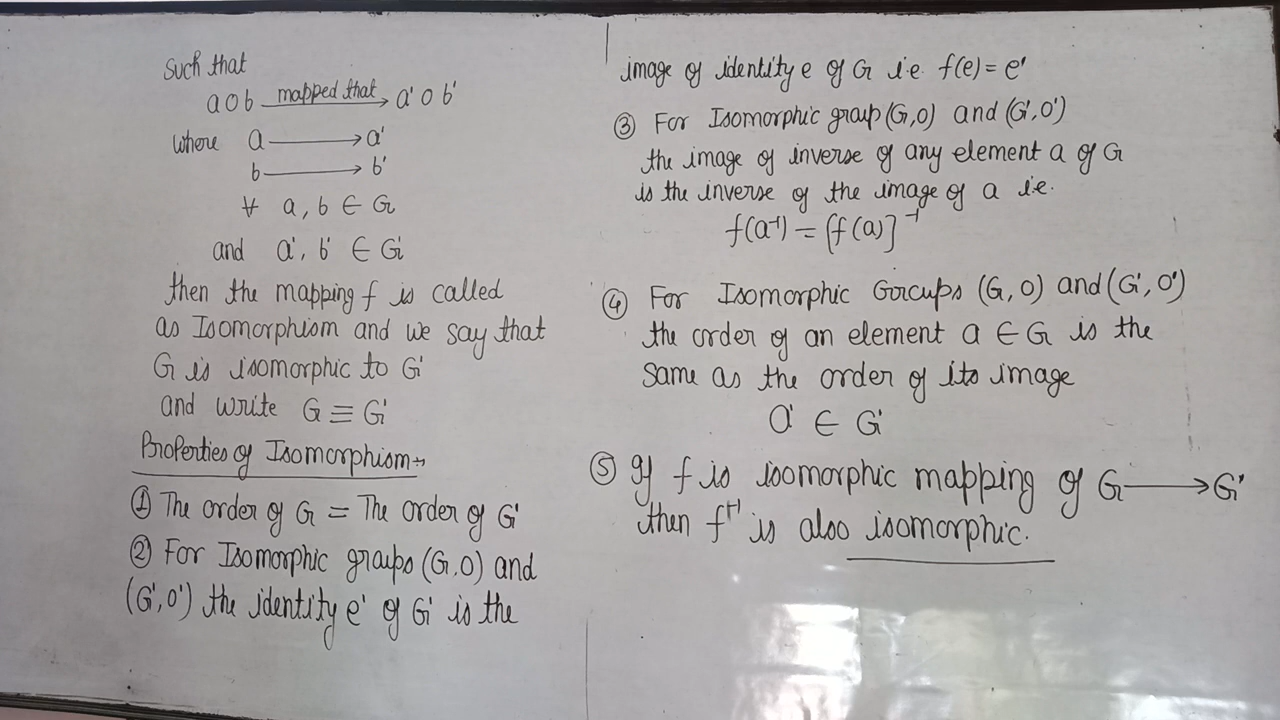 Such that
a o b mapped that → a' o b'
where a → a'
b → b'
∀ a, b ∈ G
and a', b' ∈ G'
then the mapping f is called
as Isomorphism and we say that
G is isomorphic to G'
and write G ≡ G'
Properties of Isomorphism→
① The order of G = The order of G'
② For Isomorphic groups (G, O) and
(G', O') the identity e' of G' is the
image of identity e of G i.e. f(e) = e'
③ For Isomorphic group (G, O) and (G', O')
the image of inverse of any element a of G
is the inverse of the image of a i.e.
f(a⁻¹) = [f(a)]⁻¹
④ For Isomorphic Groups (G, O) and (G', O')
the order of an element a ∈ G is the
Same as the order of its image
a' ∈ G'
⑤ If f is isomorphic mapping of G → G'
then f⁻¹ is also isomorphic.